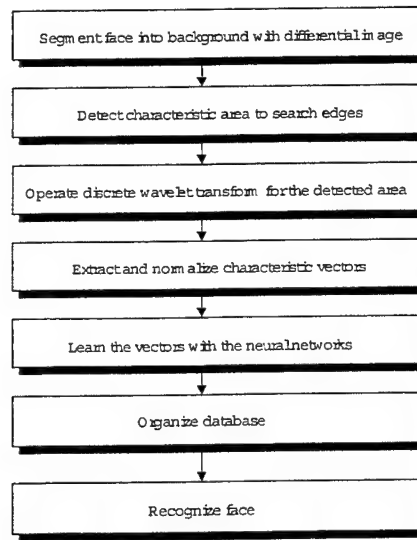 Segment face into background with differential image
Detect characteristic area to search edges
Operate discrete wavelet transform for the detected area
Extract and normalize characteristic vectors
Learn the vectors with the neural networks
Organize database
Recognize face